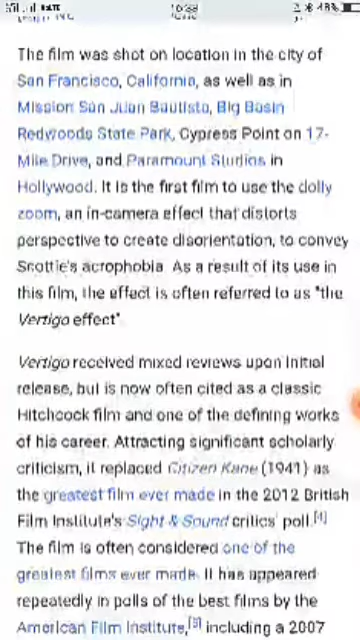 10:38
48%
The film was shot on location in the city of
San Francisco, California, as well as in
Mission San Juan Bautista, Big Basin
Redwoods State Park, Cypress Point on 17-
Mile Drive, and Paramount Studios in
Hollywood. It is the first film to use the dolly
zoom, an in-camera effect that distorts
perspective to create disorientation, to convey
Scottie's acrophobia. As a result of its use in
this film, the effect is often referred to as "the
Vertigo effect".
Vertigo received mixed reviews upon initial
release, but is now often cited as a classic
Hitchcock film and one of the defining works
of his career. Attracting significant scholarly
criticism, it replaced Citizen Kane (1941) as
the greatest film ever made in the 2012 British
Film Institute's Sight & Sound critics' poll.[4]
The film is often considered one of the
greatest films ever made. It has appeared
repeatedly in polls of the best films by the
American Film Institute,[5] including a 2007